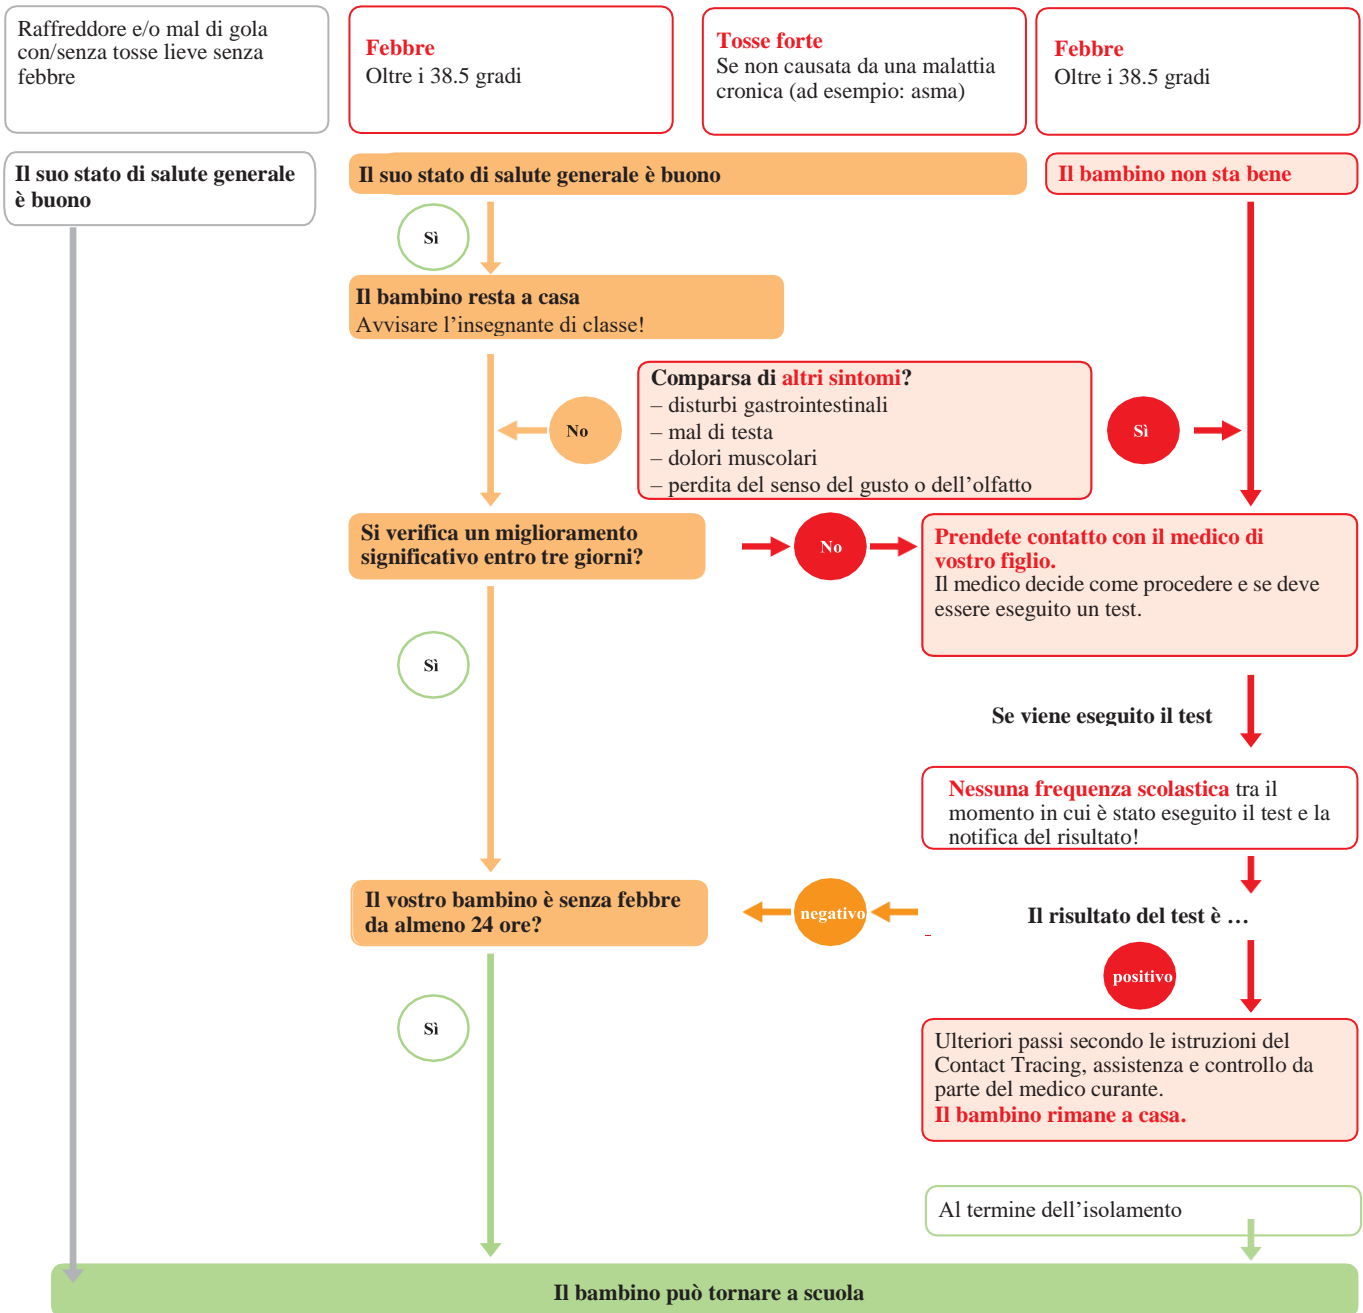 Raffreddore e/o mal di gola
con/senza tosse lieve senza
febbre
Febbre
Oltre i 38.5 gradi
Tosse forte
Se non causata da una malattia
cronica (ad esempio: asma)
Febbre
Oltre i 38.5 gradi
Il suo stato di salute generale
è buono
Il suo stato di salute generale è buono
Il bambino non sta bene
Sì
Il bambino resta a casa
Avvisare l’insegnante di classe!
Comparsa di altri sintomi?
– disturbi gastrointestinali
– mal di testa
– dolori muscolari
– perdita del senso del gusto o dell’olfatto
No
Sì
Si verifica un miglioramento
significativo entro tre giorni?
No
Prendete contatto con il medico di
vostro figlio.
Il medico decide come procedere e se deve
essere eseguito un test.
Sì
Se viene eseguito il test
Nessuna frequenza scolastica tra il
momento in cui è stato eseguito il test e la
notifica del risultato!
Il vostro bambino è senza febbre
da almeno 24 ore?
negativo
Il risultato del test è …
positivo
Sì
Ulteriori passi secondo le istruzioni del
Contact Tracing, assistenza e controllo da
parte del medico curante.
Il bambino rimane a casa.
Al termine dell’isolamento
Il bambino può tornare a scuola